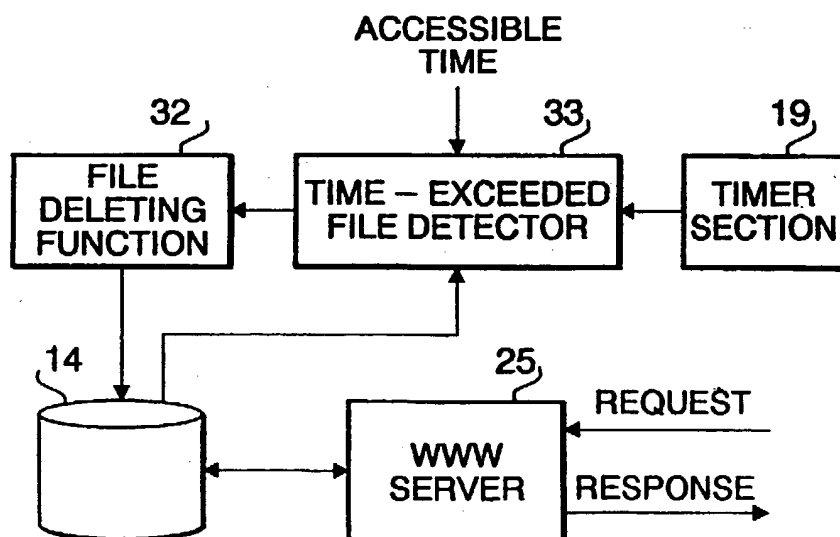 ACCESSIBLE
TIME
32
33
19
FILE
DELETING
FUNCTION
TIME – EXCEEDED
FILE DETECTOR
TIMER
SECTION
14
25
WWW
SERVER
REQUEST
RESPONSE